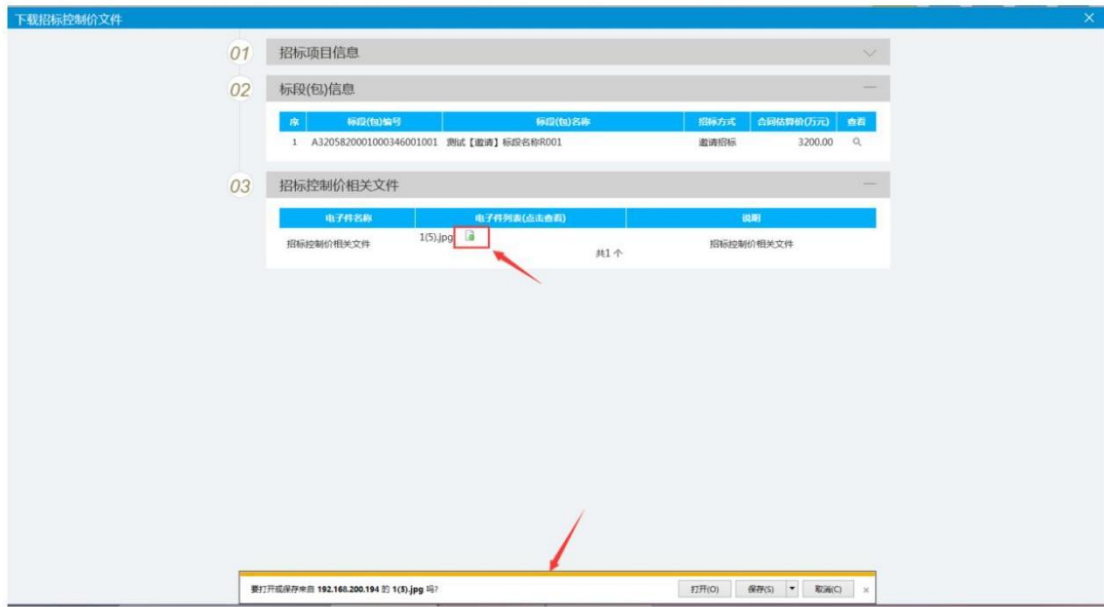 下载招标控制价文件
01 招标项目信息
02 标段(包)信息
序 标段(包)编号 标段(包)名称 招标方式 合同估算价(万元) 查看
1 A3205820001000346001001 测试【邀请】标段名称R001 邀请招标 3200.00
03 招标控制价相关文件
电子件名称 电子件列表(点击查看) 说明
招标控制价相关文件 1(5).jpg 招标控制价相关文件
共1 个
要打开或保存来自 192.168.200.194 的 1(5).jpg 吗? 打开(O) 保存(S) 取消(C)